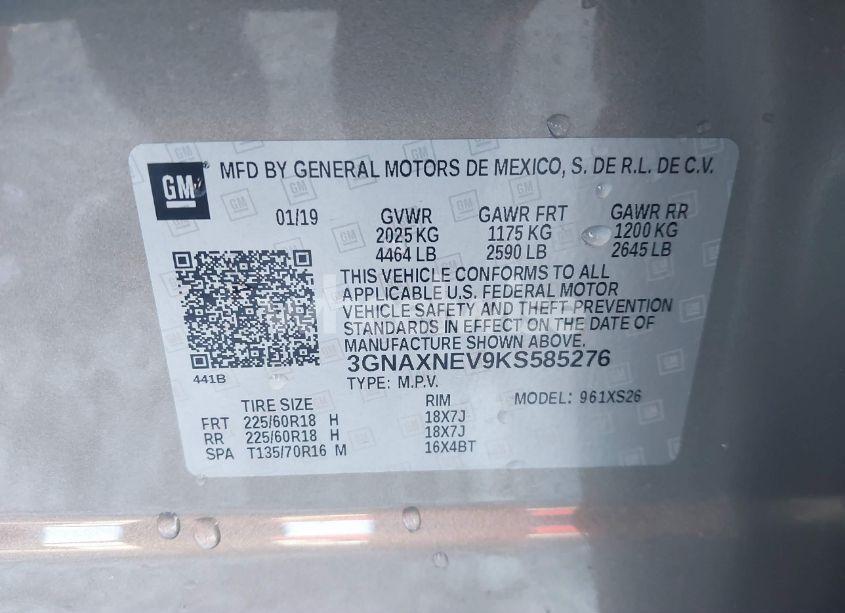 GM
MFD BY GENERAL MOTORS DE MEXICO, S. DE R.L. DE C.V.
01/19 GVWR GAWR FRT GAWR RR
2025 KG 1175 KG 1200 KG
4464 LB 2590 LB 2645 LB
THIS VEHICLE CONFORMS TO ALL
APPLICABLE U.S. FEDERAL MOTOR
VEHICLE SAFETY AND THEFT PREVENTION
STANDARDS IN EFFECT ON THE DATE OF
MANUFACTURE SHOWN ABOVE.
3GNAXNEV9KS585276
441B
TYPE: M.P.V.
TIRE SIZE RIM MODEL: 961XS26
FRT 225/60R18 H 18X7J
RR 225/60R18 H 18X7J
SPA T135/70R16 M 16X4BT